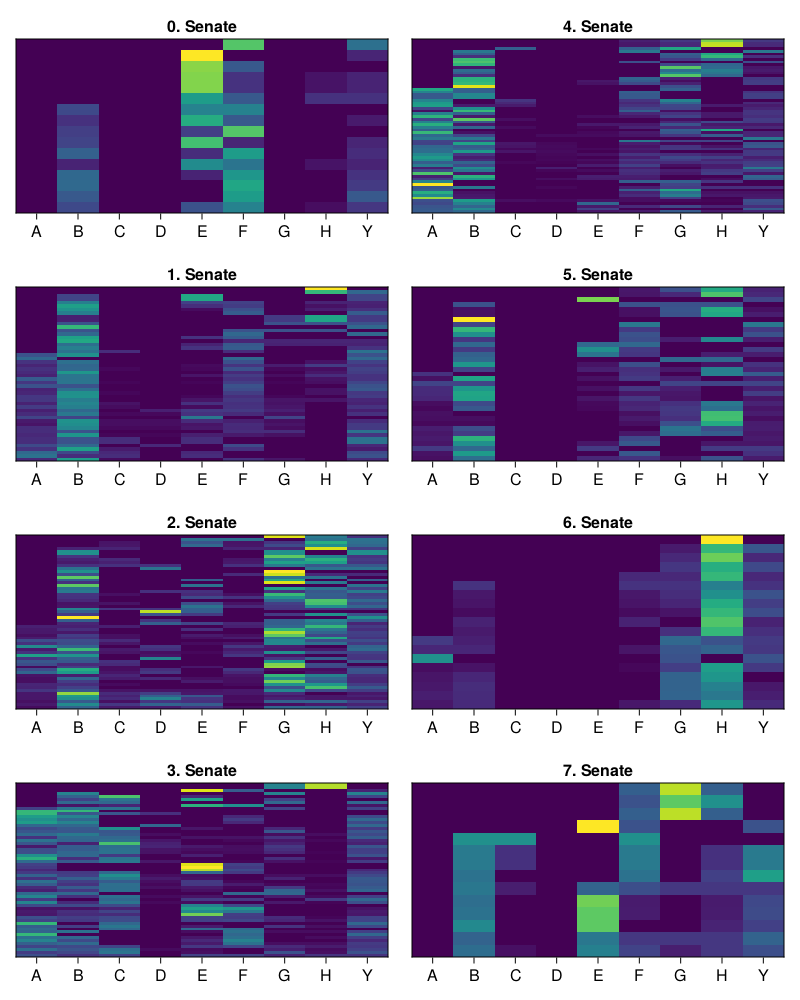 0. Senate
A B C D E F G H Y
4. Senate
A B C D E F G H Y
1. Senate
A B C D E F G H Y
5. Senate
A B C D E F G H Y
2. Senate
A B C D E F G H Y
6. Senate
A B C D E F G H Y
3. Senate
A B C D E F G H Y
7. Senate
A B C D E F G H Y